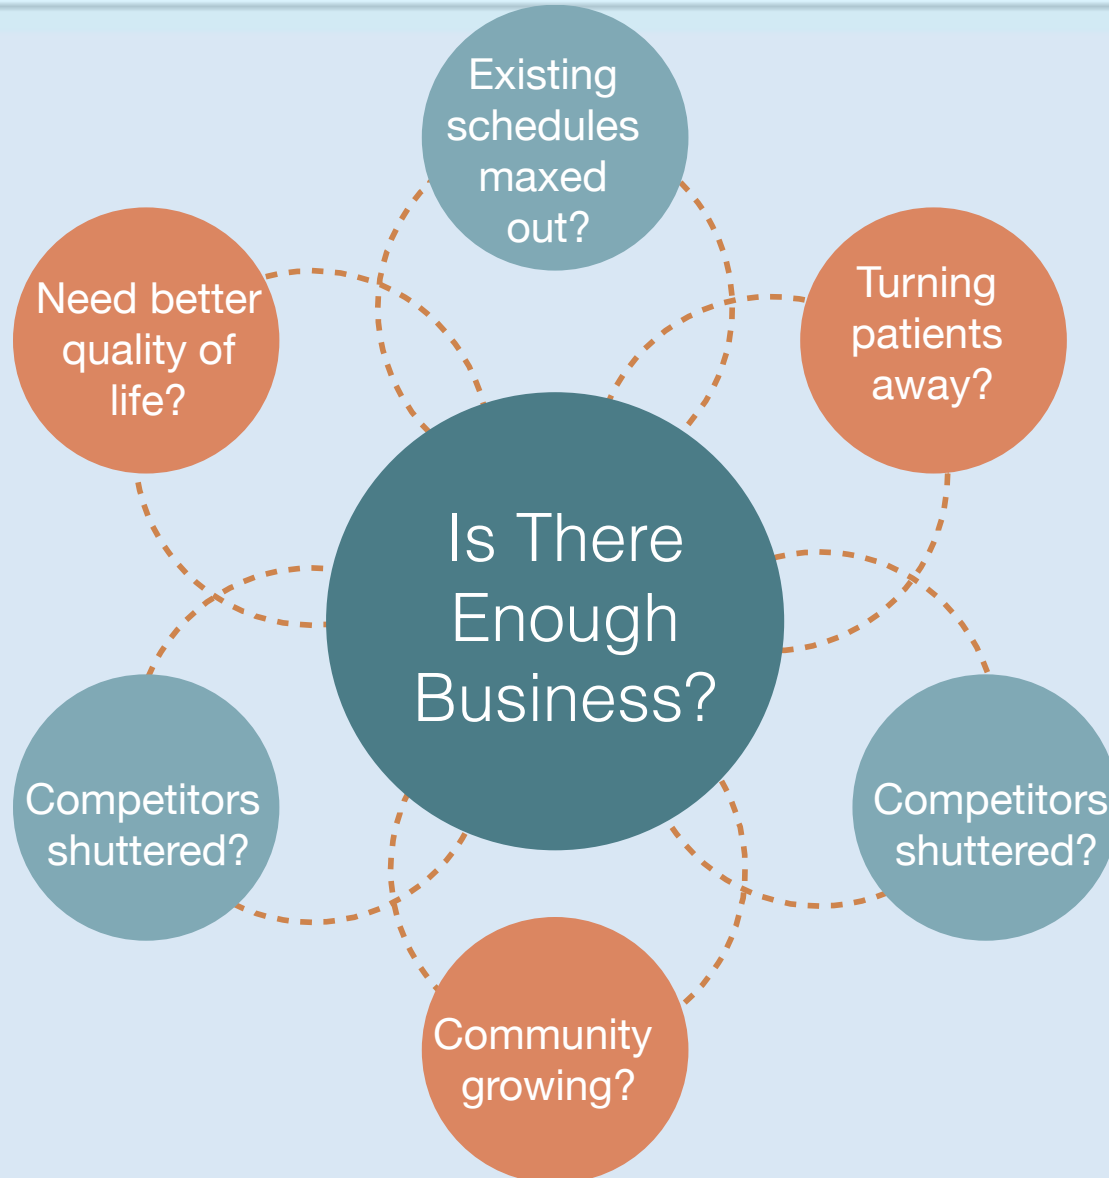 Existing
schedules
maxed
out?
Need better
quality of
life?
Turning
patients
away?
Is There
Enough
Business?
Competitors
shuttered?
Competitors
shuttered?
Community
growing?